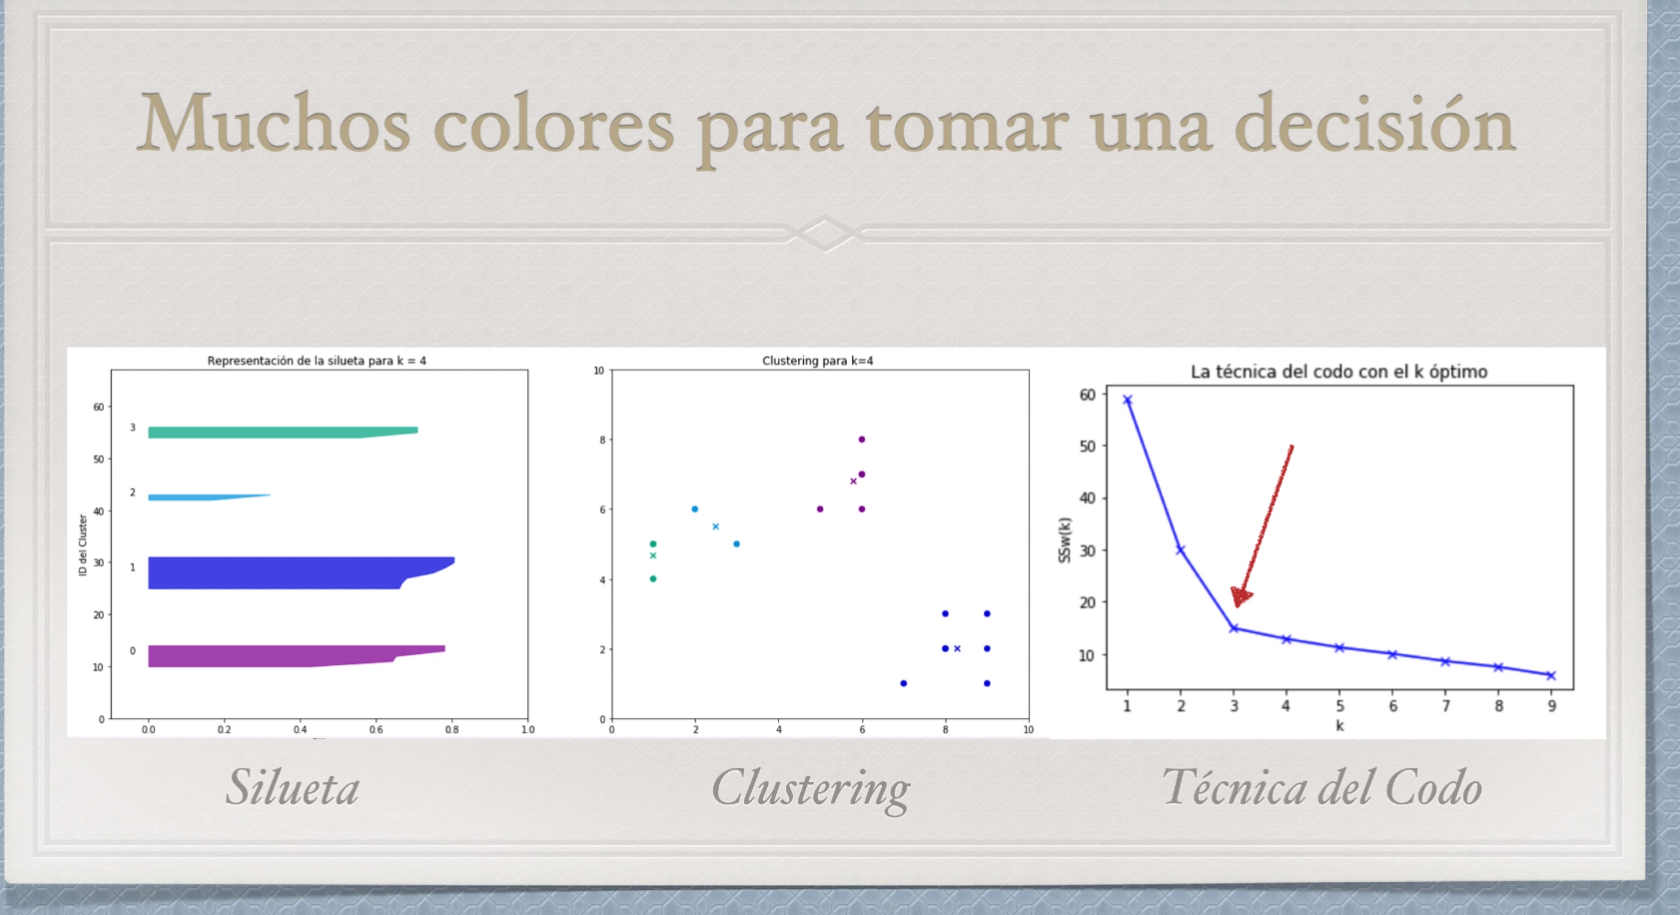 Muchos colores para tomar una decisión
Representación de la silueta para k = 4
ID del Cluster
60
50
40
30
20
10
0
3
2
1
0
0.0 0.2 0.4 0.6 0.8 1.0
Clustering para k=4
10
8
6
4
2
0
0 2 4 6 8 10
La técnica del codo con el k óptimo
SSw(k)
60
50
40
30
20
10
1 2 3 4 5 6 7 8 9
k
Silueta
Clustering
Técnica del Codo